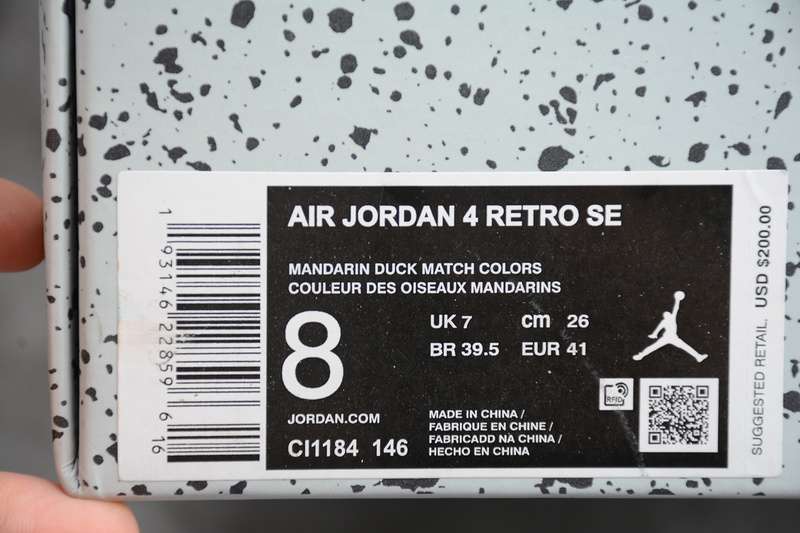 1 93146 22859 6 16
AIR JORDAN 4 RETRO SE
MANDARIN DUCK MATCH COLORS
COULEUR DES OISEAUX MANDARINS
8
UK 7 cm 26
BR 39.5 EUR 41
JORDAN.COM
CI1184 146
MADE IN CHINA /
FABRIQUE EN CHINE /
FABRICADD NA CHINA /
HECHO EN CHINA
RFID
SUGGESTED RETAIL. USD $200.00